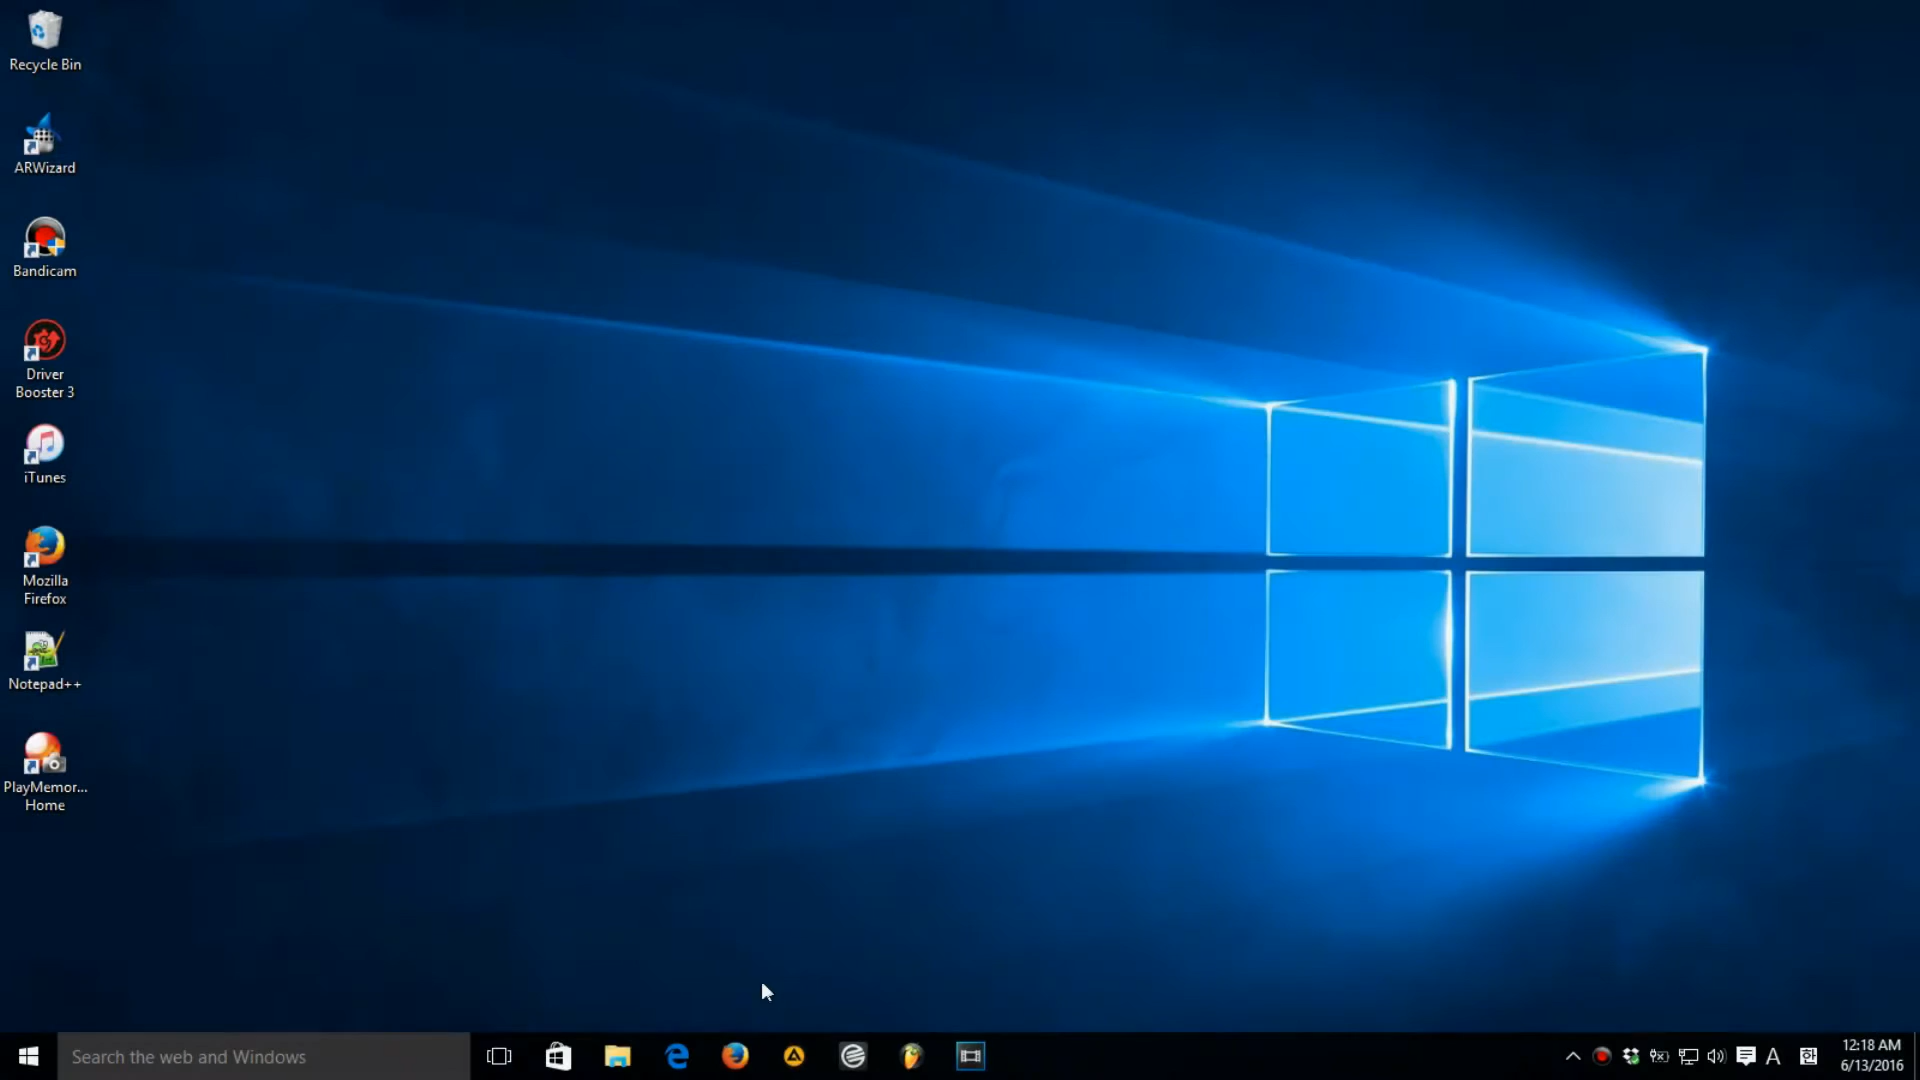 Recycle Bin
ARWizard
Bandicam
Driver
Booster 3
iTunes
Mozilla
Firefox
Notepad++
PlayMemor...
Home
Search the web and Windows
A
한
12:18 AM
6/13/2016